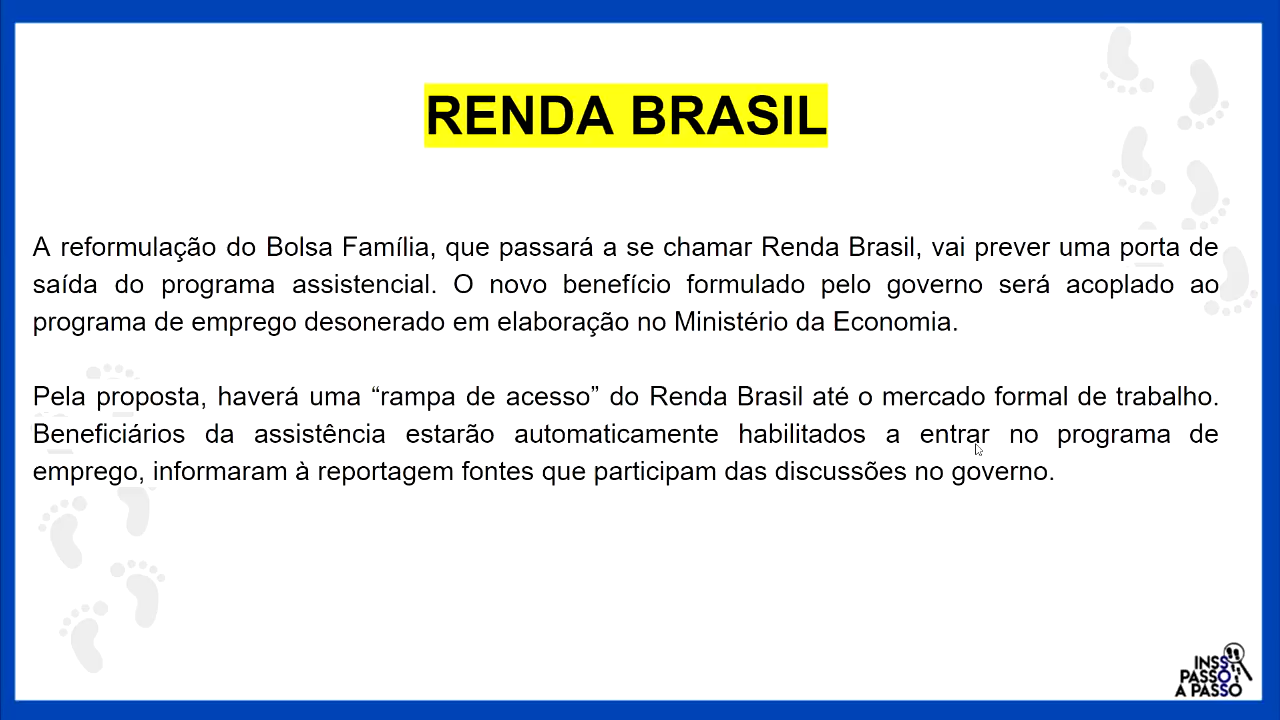 RENDA BRASIL
A reformulação do Bolsa Família, que passará a se chamar Renda Brasil, vai prever uma porta de
saída do programa assistencial. O novo benefício formulado pelo governo será acoplado ao
programa de emprego desonerado em elaboração no Ministério da Economia.
Pela proposta, haverá uma “rampa de acesso” do Renda Brasil até o mercado formal de trabalho.
Beneficiários da assistência estarão automaticamente habilitados a entrar no programa de
emprego, informaram à reportagem fontes que participam das discussões no governo.
INSS
PASSO
A PASSO